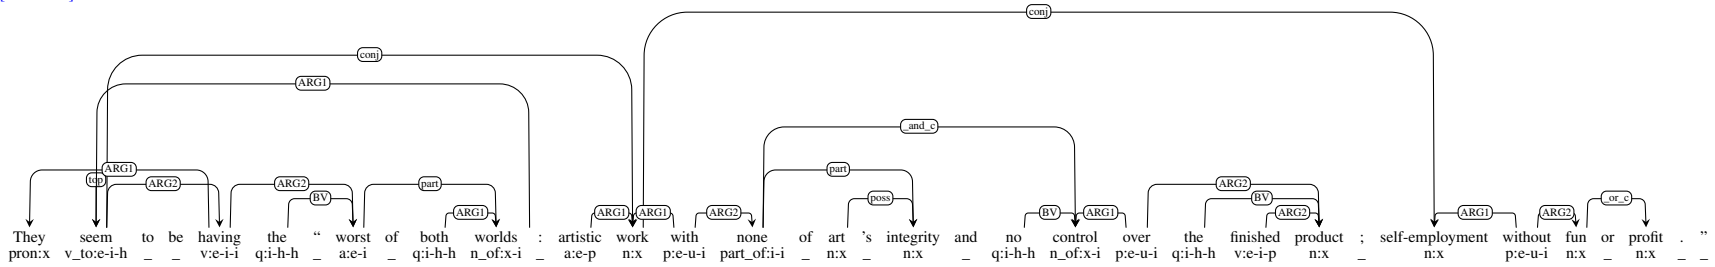 conj
conj
ARG1
_and_c
ARG1 part
top ARG2 ARG2 part ARG2
BV poss BV _or_c
ARG1 ARG1 ARG1 ARG2 BV ARG1 ARG2 ARG1 ARG2
They seem to be having the “ worst of both worlds : artistic work with none of art 's integrity and no control over the finished product ; self-employment without fun or profit . ”
pron:x v_to:e-i-h _ _ v:e-i-i q:i-h-h _ a:e-i _ q:i-h-h n_of:x-i _ a:e-p n:x p:e-u-i part_of:i-i _ n:x _ n:x _ q:i-h-h n_of:x-i p:e-u-i q:i-h-h v:e-i-p n:x _ n:x p:e-u-i n:x _ n:x _ _